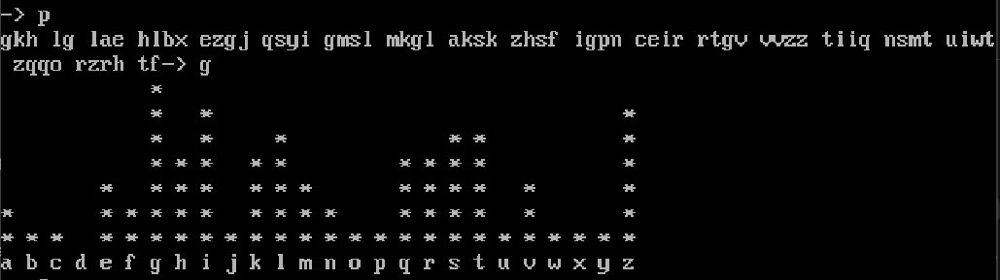 -> p
gkh lg lae hlbx ezgj qsyi gmsl mkgl aksk zhsf igpn ceir rtgv vvzz tiiq nsmt uiwt
 zqqo rzrh tf-> g
            *
            *   *                                 *
            *   *     *             * *           *
            * * *   * *         * * * *           *
        *   * * *   * * *       * * * *   *       *
*       * * * * *   * * * *     * * * *   *       *
* * *   * * * * * * * * * * * * * * * * * * * * * *
a b c d e f g h i j k l m n o p q r s t u v w x y z